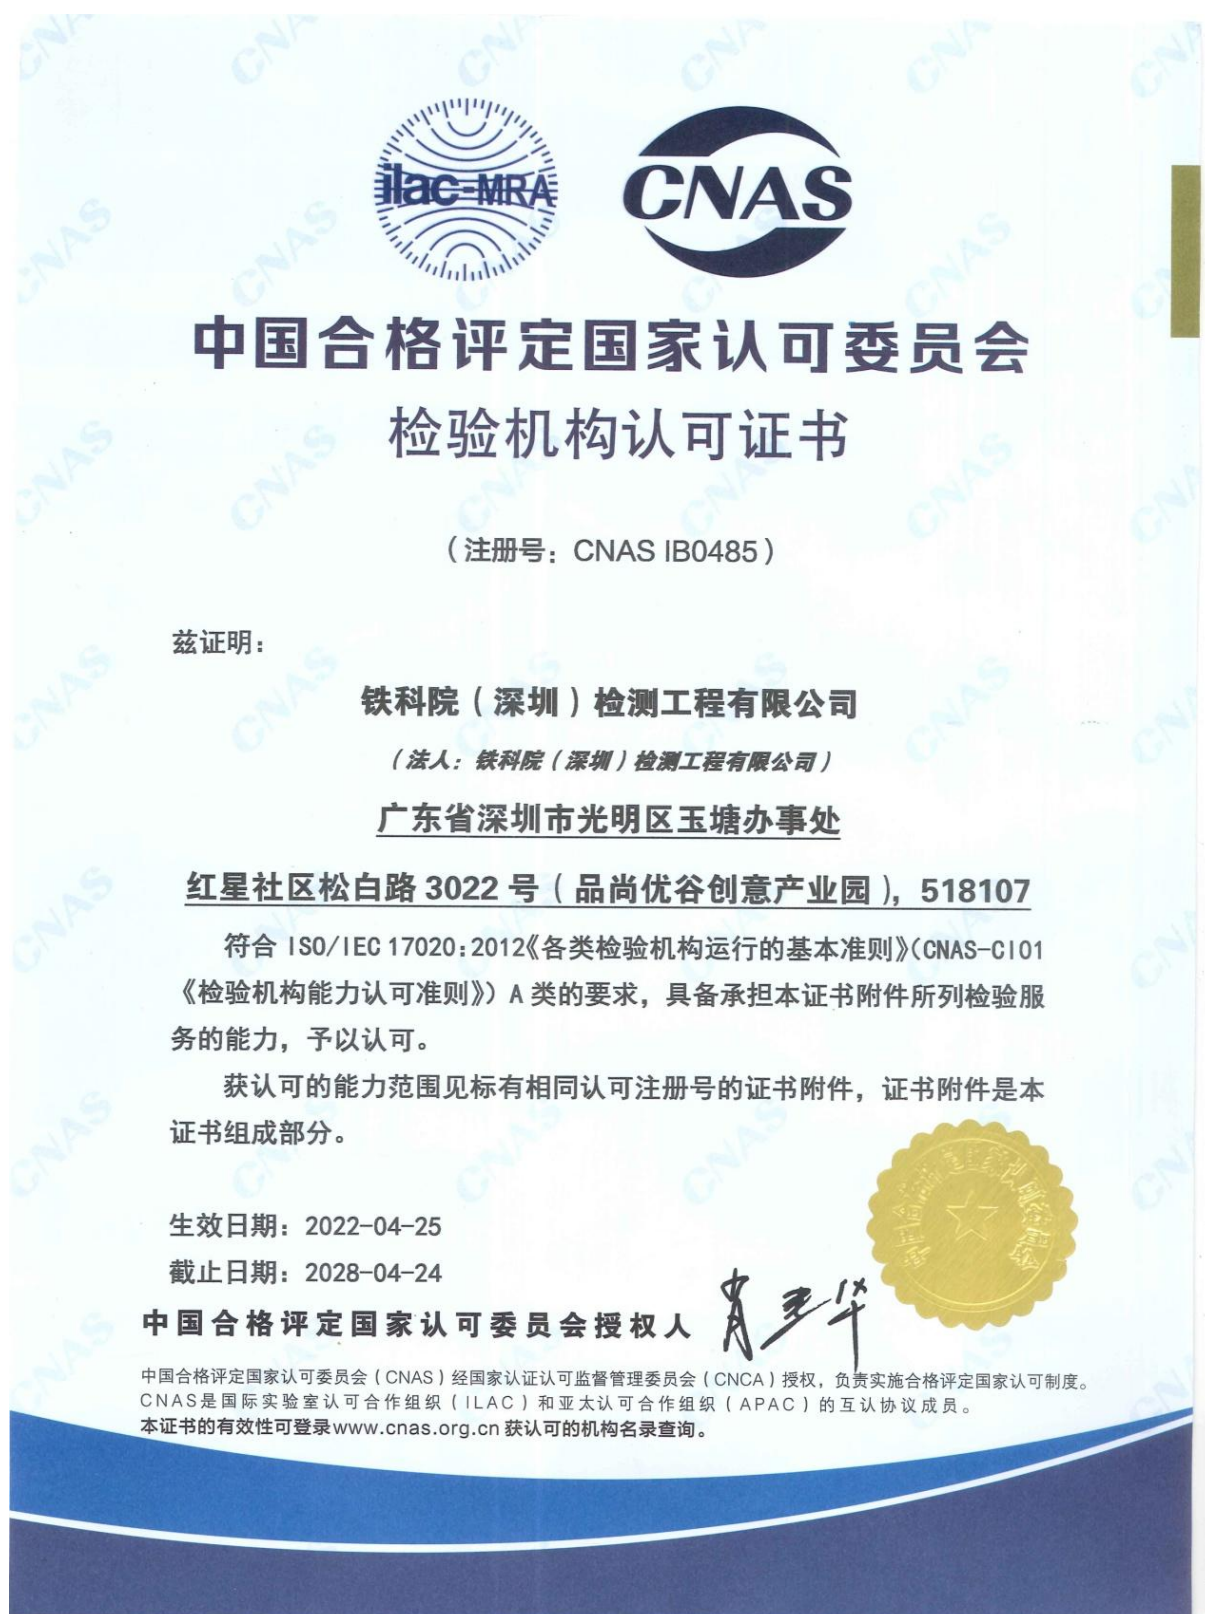 ilac-MRA
CNAS
中国合格评定国家认可委员会
检验机构认可证书
（注册号：CNAS IB0485）
兹证明：
铁科院（深圳）检测工程有限公司
（法人：铁科院（深圳）检测工程有限公司）
广东省深圳市光明区玉塘办事处
红星社区松白路 3022 号（品尚优谷创意产业园），518107
符合 ISO/IEC 17020:2012《各类检验机构运行的基本准则》（CNAS-CI01
《检验机构能力认可准则》）A 类的要求，具备承担本证书附件所列检验服
务的能力，予以认可。
获认可的能力范围见标有相同认可注册号的证书附件，证书附件是本
证书组成部分。
生效日期：2022-04-25
截止日期：2028-04-24
中国合格评定国家认可委员会授权人
中国合格评定国家认可委员会（CNAS）经国家认证认可监督管理委员会（CNCA）授权，负责实施合格评定国家认可制度。
CNAS是国际实验室认可合作组织（ILAC）和亚太认可合作组织（APAC）的互认协议成员。
本证书的有效性可登录www.cnas.org.cn获认可的机构名录查询。